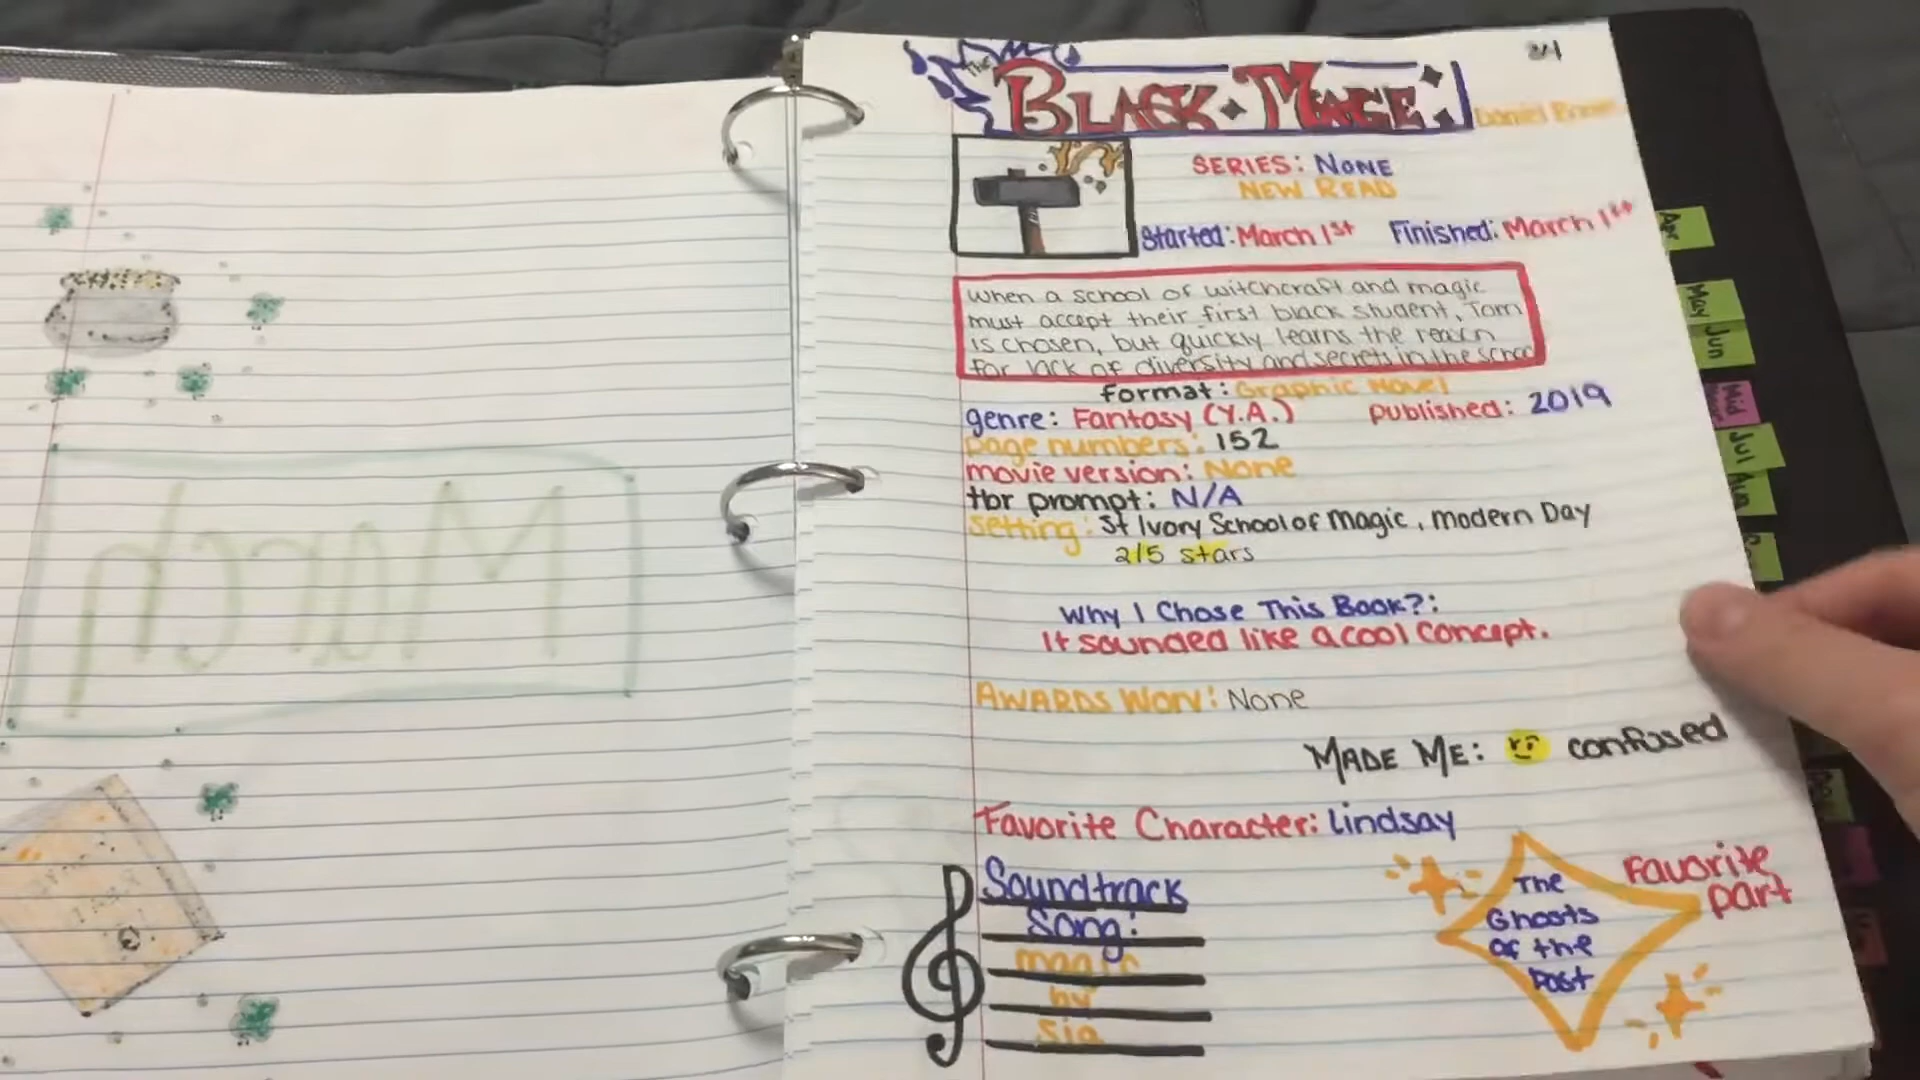 March
3/1
The
BLACK MAGE
Daniel
SERIES: NONE
NEW READ
Started: March 1st Finished: March 1st
When a school of witchcraft and magic
must accept their first black student, Tom
is chosen, but quickly learns the reason
for lack of diversity and secrets in the school
format: Graphic Novel
genre: Fantasy (Y.A.) published: 2019
page numbers: 152
movie version: None
tbr prompt: N/A
setting: St Ivory School of Magic, Modern Day
2/5 stars
Why I Chose This Book?:
It sounded like a cool concept.
AWARDS WON: None
MADE ME: confused
Favorite Character: Lindsay
Soundtrack
Song:
magic
by
Sia
Favorite
part
The
Ghosts
of the
Past
Apr
May
Jun
Mid
Jul
Aug